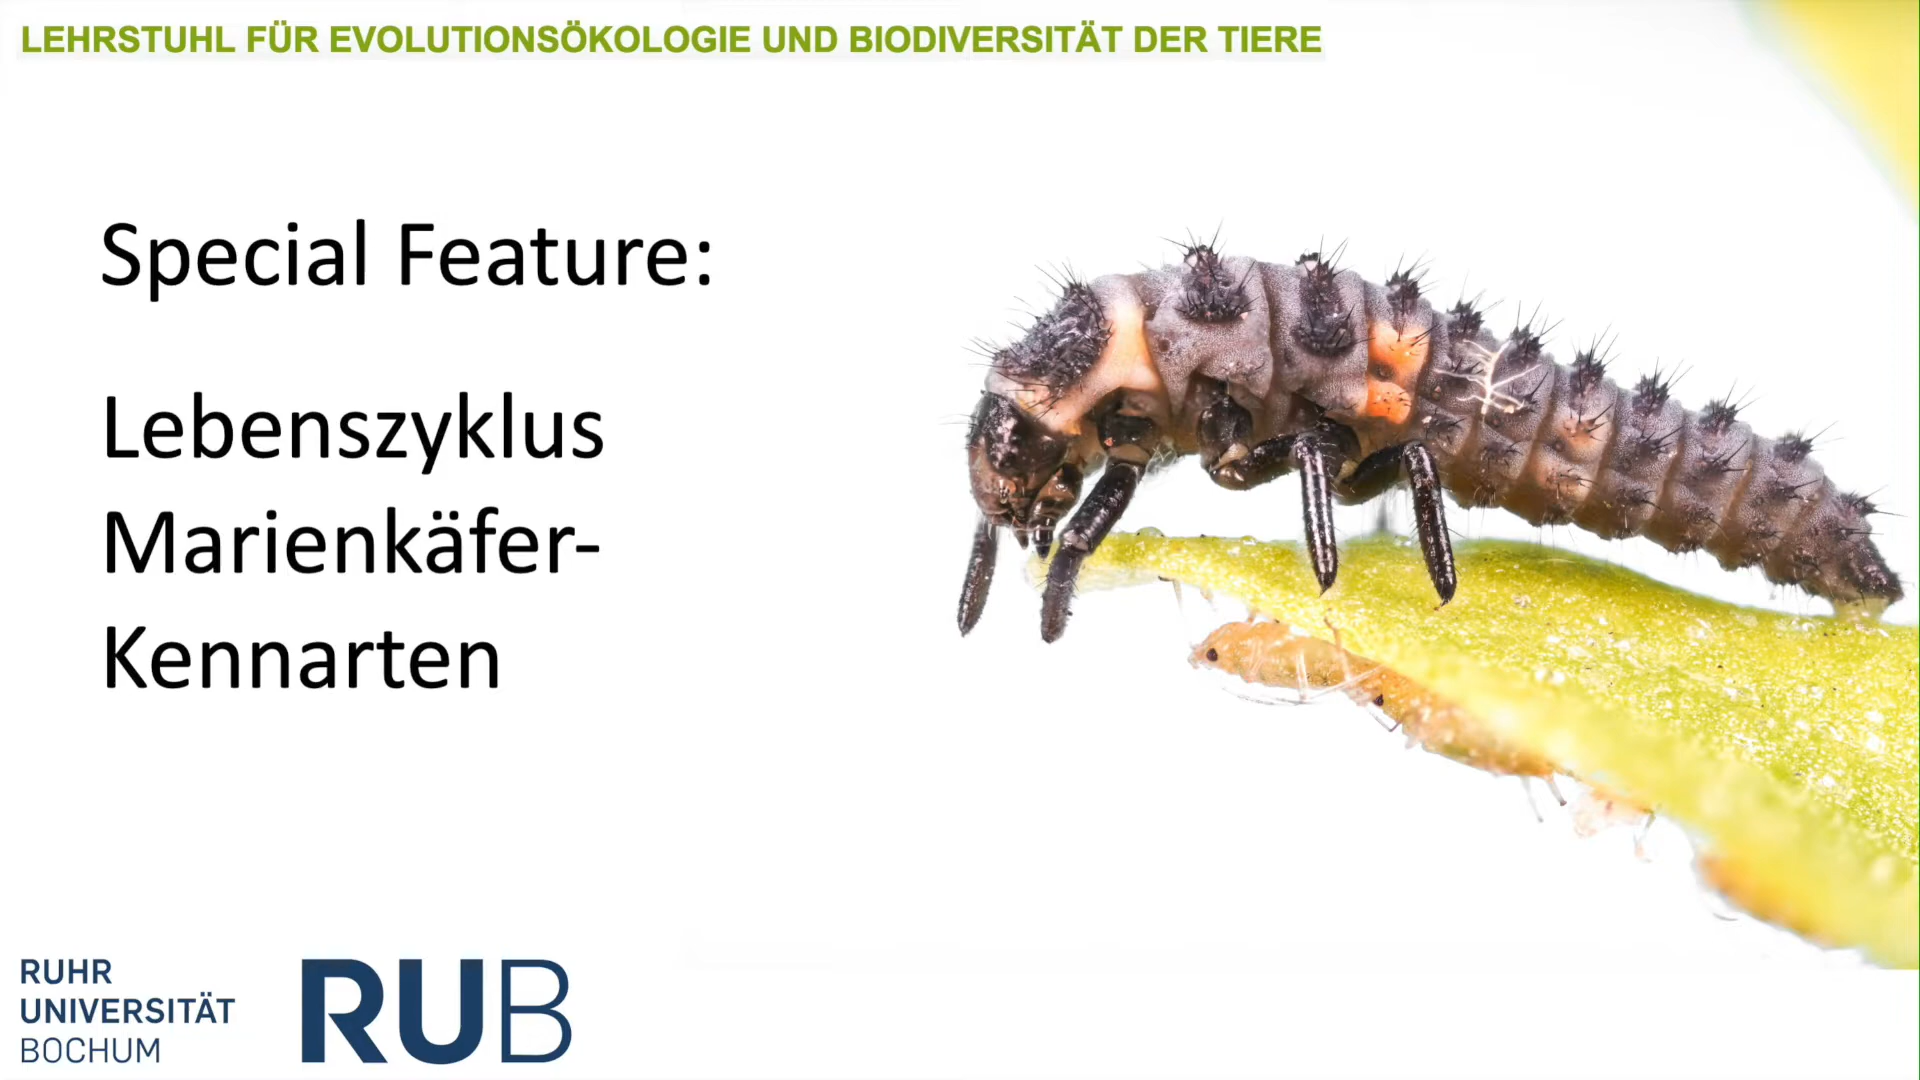 LEHRSTUHL FÜR EVOLUTIONSÖKOLOGIE UND BIODIVERSITÄT DER TIERE
Special Feature:
Lebenszyklus
Marienkäfer-
Kennarten
RUHR
UNIVERSITÄT
BOCHUM
RUB